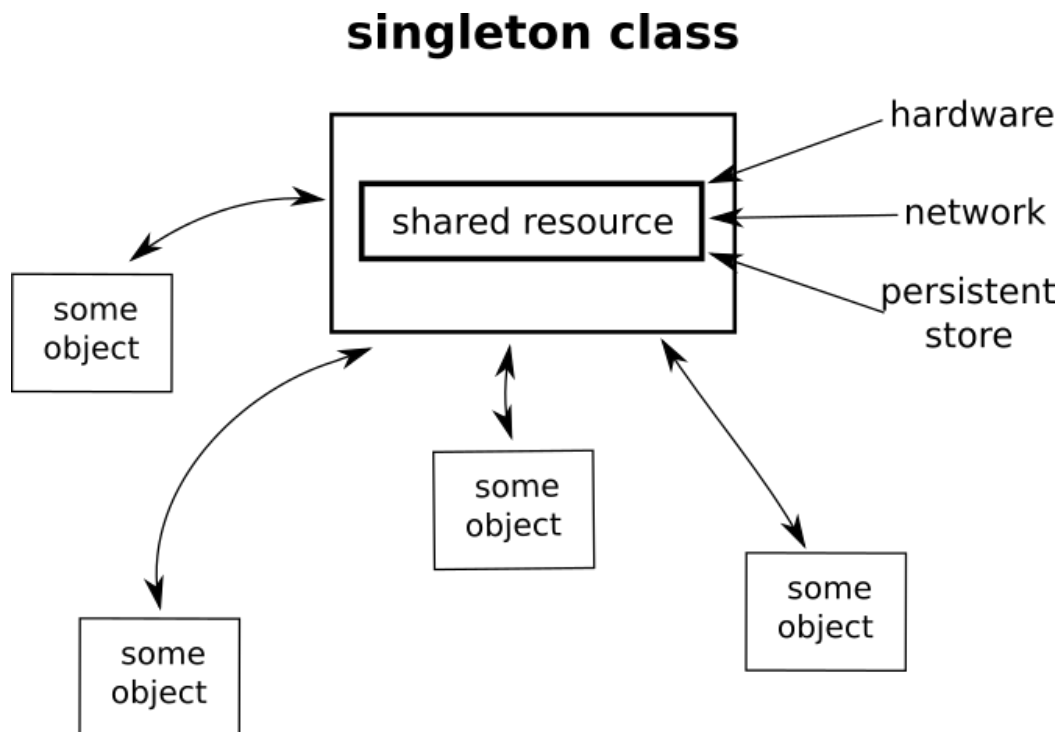 singleton class
hardware
shared resource
network
persistent
store
some
object
some
object
some
object
some
object